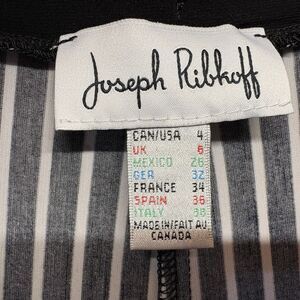 Joseph Ribkoff
CAN/USA 4
UK 6
MEXICO 26
GER 32
FRANCE 34
SPAIN 36
ITALY 38
MADE IN/FAIT AU
CANADA